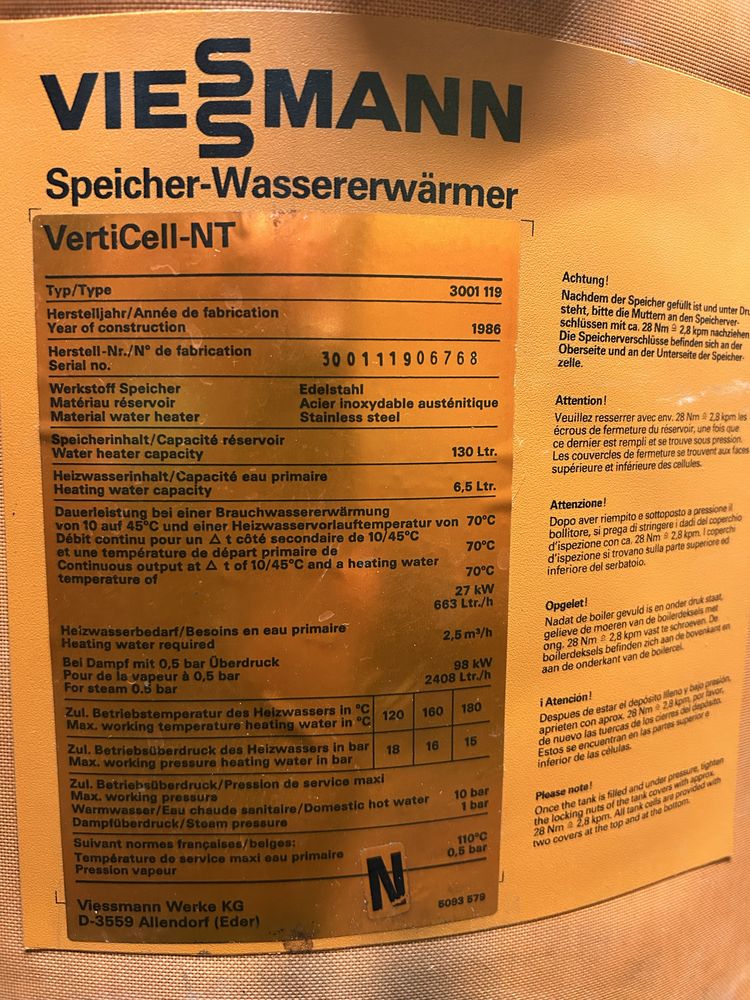 VIESSMANN
Speicher-Wassererwärmer
VertiCell-NT
Typ/Type 3001 119
Herstelljahr/Année de fabrication
Year of construction 1986
Herstell-Nr./N° de fabrication
Serial no. 300111906768
Werkstoff Speicher Edelstahl
Matériau réservoir Acier inoxydable austénitique
Material water heater Stainless steel
Speicherinhalt/Capacité réservoir
Water heater capacity 130 Ltr.
Heizwasserinhalt/Capacité eau primaire
Heating water capacity 6,5 Ltr.
Dauerleistung bei einer Brauchwassererwärmung
von 10 auf 45°C und einer Heizwasservorlauftemperatur von 70°C
Débit continu pour un Δ t côté secondaire de 10/45°C
et une température de départ primaire de 70°C
Continuous output at Δ t of 10/45°C and a heating water
temperature of 70°C
27 kW
663 Ltr./h
Heizwasserbedarf/Besoins en eau primaire
Heating water required 2,5 m³/h
Bei Dampf mit 0,5 bar Überdruck
Pour de la vapeur à 0,5 bar 98 kW
For steam 0.5 bar 2408 Ltr./h
Zul. Betriebstemperatur des Heizwassers in °C
Max. working temperature heating water in °C 120 160 180
Zul. Betriebsüberdruck des Heizwassers in bar
Max. working pressure heating water in bar 18 16 15
Zul. Betriebsüberdruck/Pression de service maxi
Max. working pressure
Warmwasser/Eau chaude sanitaire/Domestic hot water 10 bar
Dampfüberdruck/Steam pressure 1 bar
Suivant normes françaises/belges:
Température de service maxi eau primaire 110°C
Pression vapeur 0,5 bar
N
Viessmann Werke KG
D-3559 Allendorf (Eder) 5093 579
Achtung!
Nachdem der Speicher gefüllt ist und unter
steht, bitte die Muttern an den Speicherver-
schlüssen mit ca. 28 Nm ≙ 2,8 kpm nachziehen.
Die Speicherverschlüsse befinden sich an der
Oberseite und an der Unterseite der Speicher-
zelle.
Attention!
Veuillez resserrer avec env. 28 Nm ≙ 2,8 kpm les
écrous de fermeture du réservoir, une fois que
ce dernier est rempli et se trouve sous pression.
Les couvercles de fermeture se trouvent aux faces
supérieure et inférieure des cellules.
Attenzione!
Dopo aver riempito e sottoposto a pressione il
bollitore, si prega di stringere i dadi del coperchio
d'ispezione con ca. 28 Nm ≙ 2,8 kpm. I coperchi
d'ispezione si trovano sulla parte superiore ed
inferiore del serbatoio.
Opgelet!
Nadat de boiler gevuld is en onder druk staat,
gelieve de moeren van de boilerdeksels met
ong. 28 Nm ≙ 2,8 kpm vast te schroeven. De
boilerdeksels befinden zich aan de bovenkant en
aan de onderkant van de boilercel.
¡ Atención!
Despues de estar el depósito lleno y bajo presión,
aprieten con aprox. 28 Nm ≙ 2,8 kpm, por favor,
de nuevo las tuercas de los cierres del depósito.
Estos se encuentran en las partes superior e
inferior de las células.
Please note!
Once the tank is filled and under pressure, tighten
the locking nuts of the tank covers with approx.
28 Nm ≙ 2,8 kpm. All tank cells are provided with
two covers at the top and at the bottom.